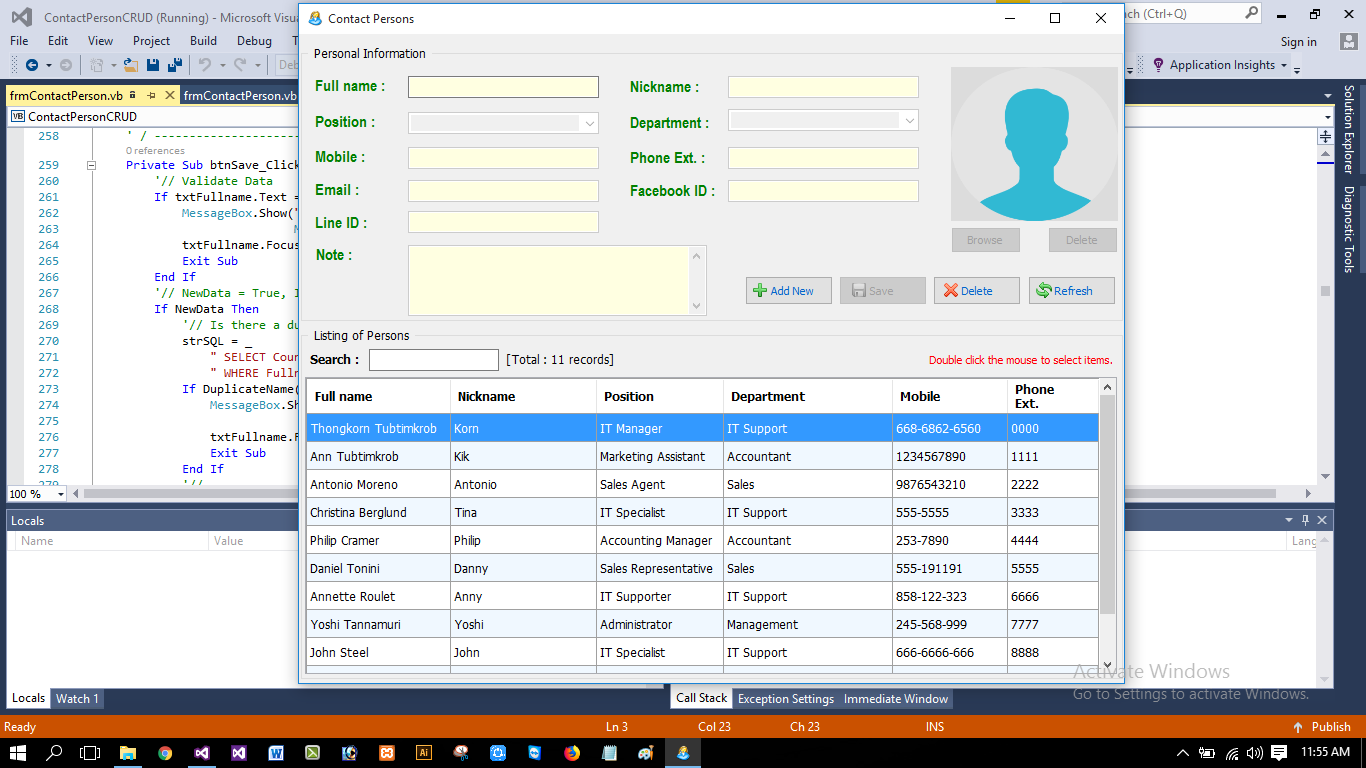 ContactPersonCRUD (Running) - Microsoft Visua
(Ctrl+Q)
File Edit View Project Build Debug
Sign in
Application Insights
frmContactPerson.vb
frmContactPerson.vb
ContactPersonCRUD
258 ' / --------------------
0 references
259 Private Sub btnSave_Click
260 '// Validate Data
261 If txtFullname.Text =
262 MessageBox.Show("
263
264 txtFullname.Focus
265 Exit Sub
266 End If
267 '// NewData = True, I
268 If NewData Then
269 '// Is there a du
270 strSQL = _
271 " SELECT Coun
272 " WHERE Fulln
273 If DuplicateName(
274 MessageBox.Sh
275
276 txtFullname.F
277 Exit Sub
278 End If
279 '//
100 %
Solution Explorer
Diagnostic Tools
Contact Persons
Personal Information
Full name :
Nickname :
Position :
Department :
Mobile :
Phone Ext. :
Email :
Facebook ID :
Line ID :
Note :
Browse Delete
Add New Save Delete Refresh
Listing of Persons
Search : [Total : 11 records] Double click the mouse to select items.
Full name Nickname Position Department Mobile Phone Ext.
Thongkorn Tubtimkrob Korn IT Manager IT Support 668-6862-6560 0000
Ann Tubtimkrob Kik Marketing Assistant Accountant 1234567890 1111
Antonio Moreno Antonio Sales Agent Sales 9876543210 2222
Christina Berglund Tina IT Specialist IT Support 555-5555 3333
Philip Cramer Philip Accounting Manager Accountant 253-7890 4444
Daniel Tonini Danny Sales Representative Sales 555-191191 5555
Annette Roulet Anny IT Supporter IT Support 858-122-323 6666
Yoshi Tannamuri Yoshi Administrator Management 245-568-999 7777
John Steel John IT Specialist IT Support 666-6666-666 8888
Locals
Name Value
Lang
Activate Windows
Go to Settings to activate Windows.
Locals Watch 1
Call Stack Exception Settings Immediate Window
Ready Ln 3 Col 23 Ch 23 INS Publish
11:55 AM